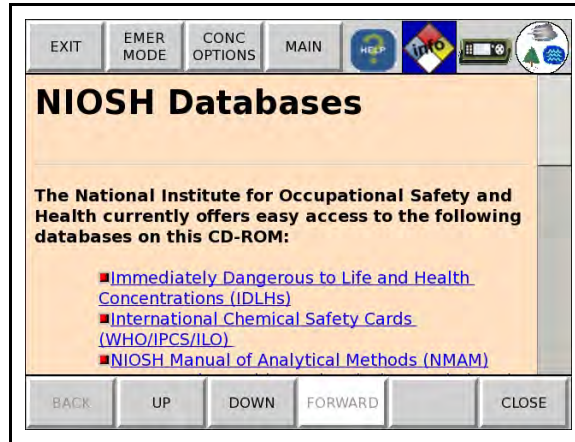 EXIT
EMER MODE
CONC OPTIONS
MAIN
HELP
info
NIOSH Databases
The National Institute for Occupational Safety and
Health currently offers easy access to the following
databases on this CD-ROM:
Immediately Dangerous to Life and Health
Concentrations (IDLHs)
International Chemical Safety Cards
(WHO/IPCS/ILO)
NIOSH Manual of Analytical Methods (NMAM)
BACK
UP
DOWN
FORWARD
CLOSE